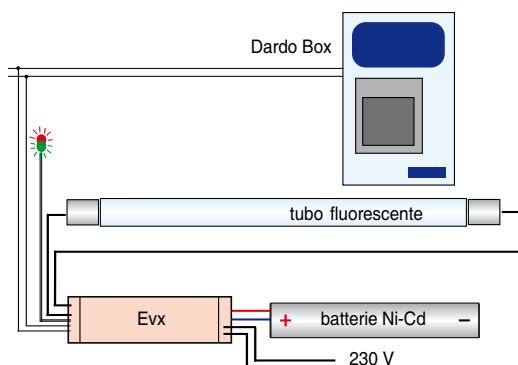 Dardo Box
tubo fluorescente
Evx
+ batterie Ni-Cd −
230 V